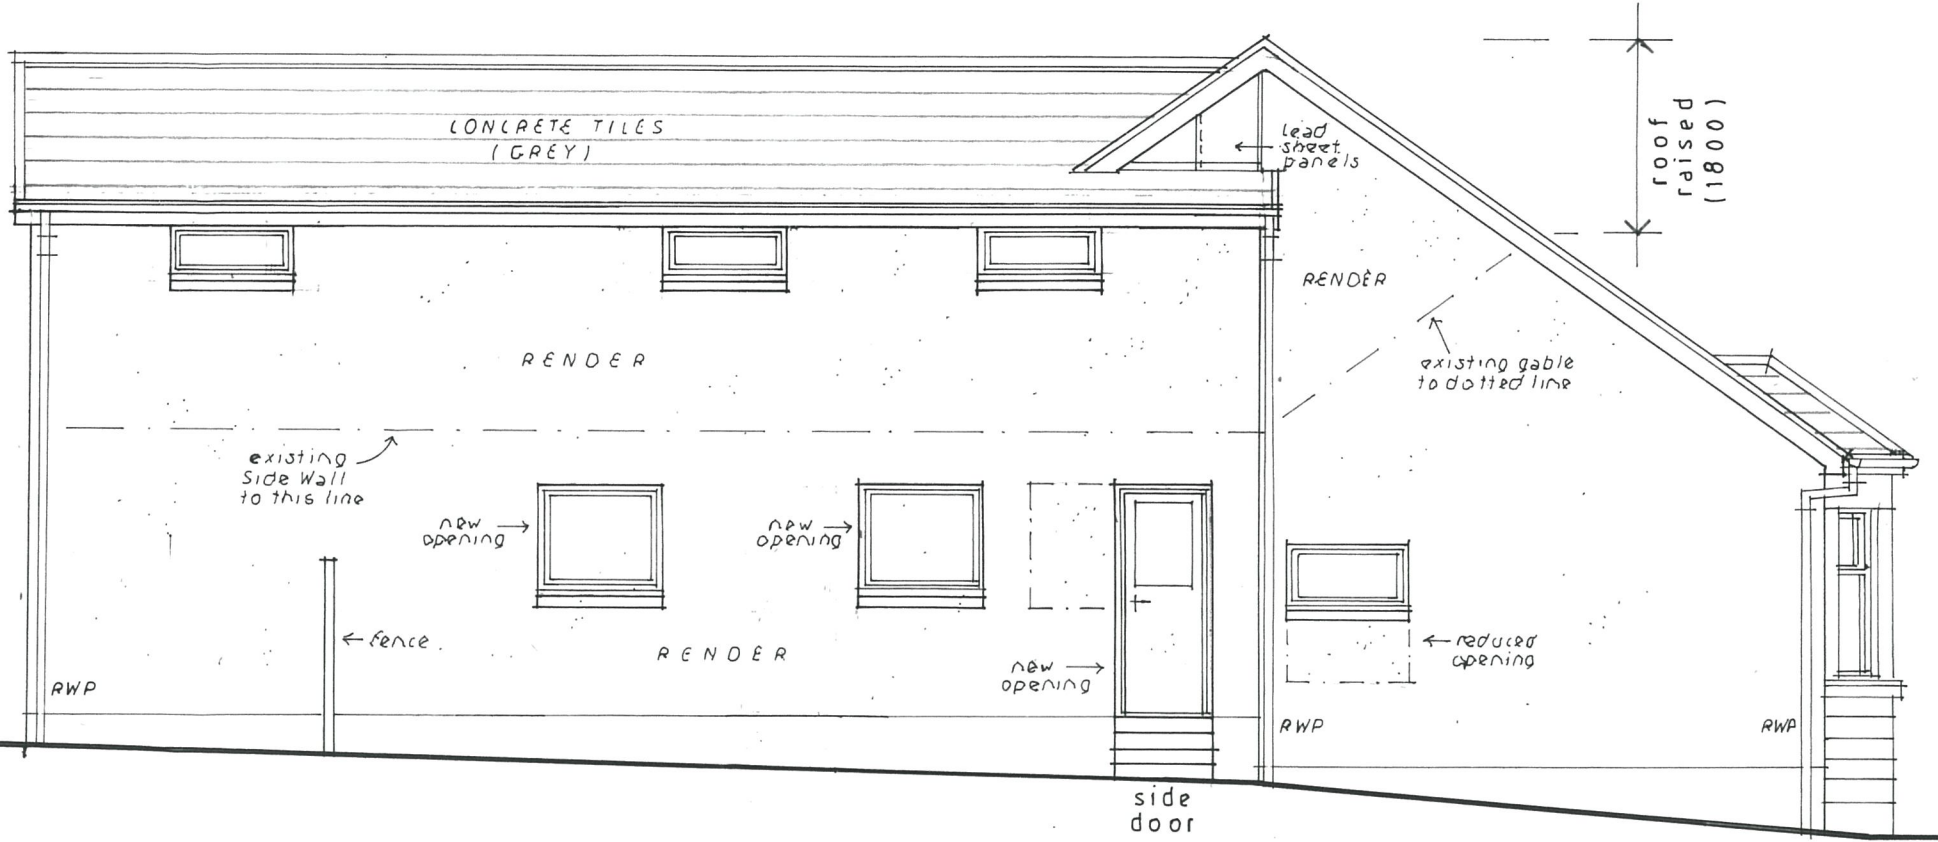 CONCRETE TILES
(GREY)
lead
sheet
panels
roof
raised
(1800)
RENDER
RENDER
existing gable
to dotted line
existing
Side Wall
to this line
new
opening
new
opening
fence
RENDER
new
opening
reduced
opening
RWP
RWP
RWP
side
door